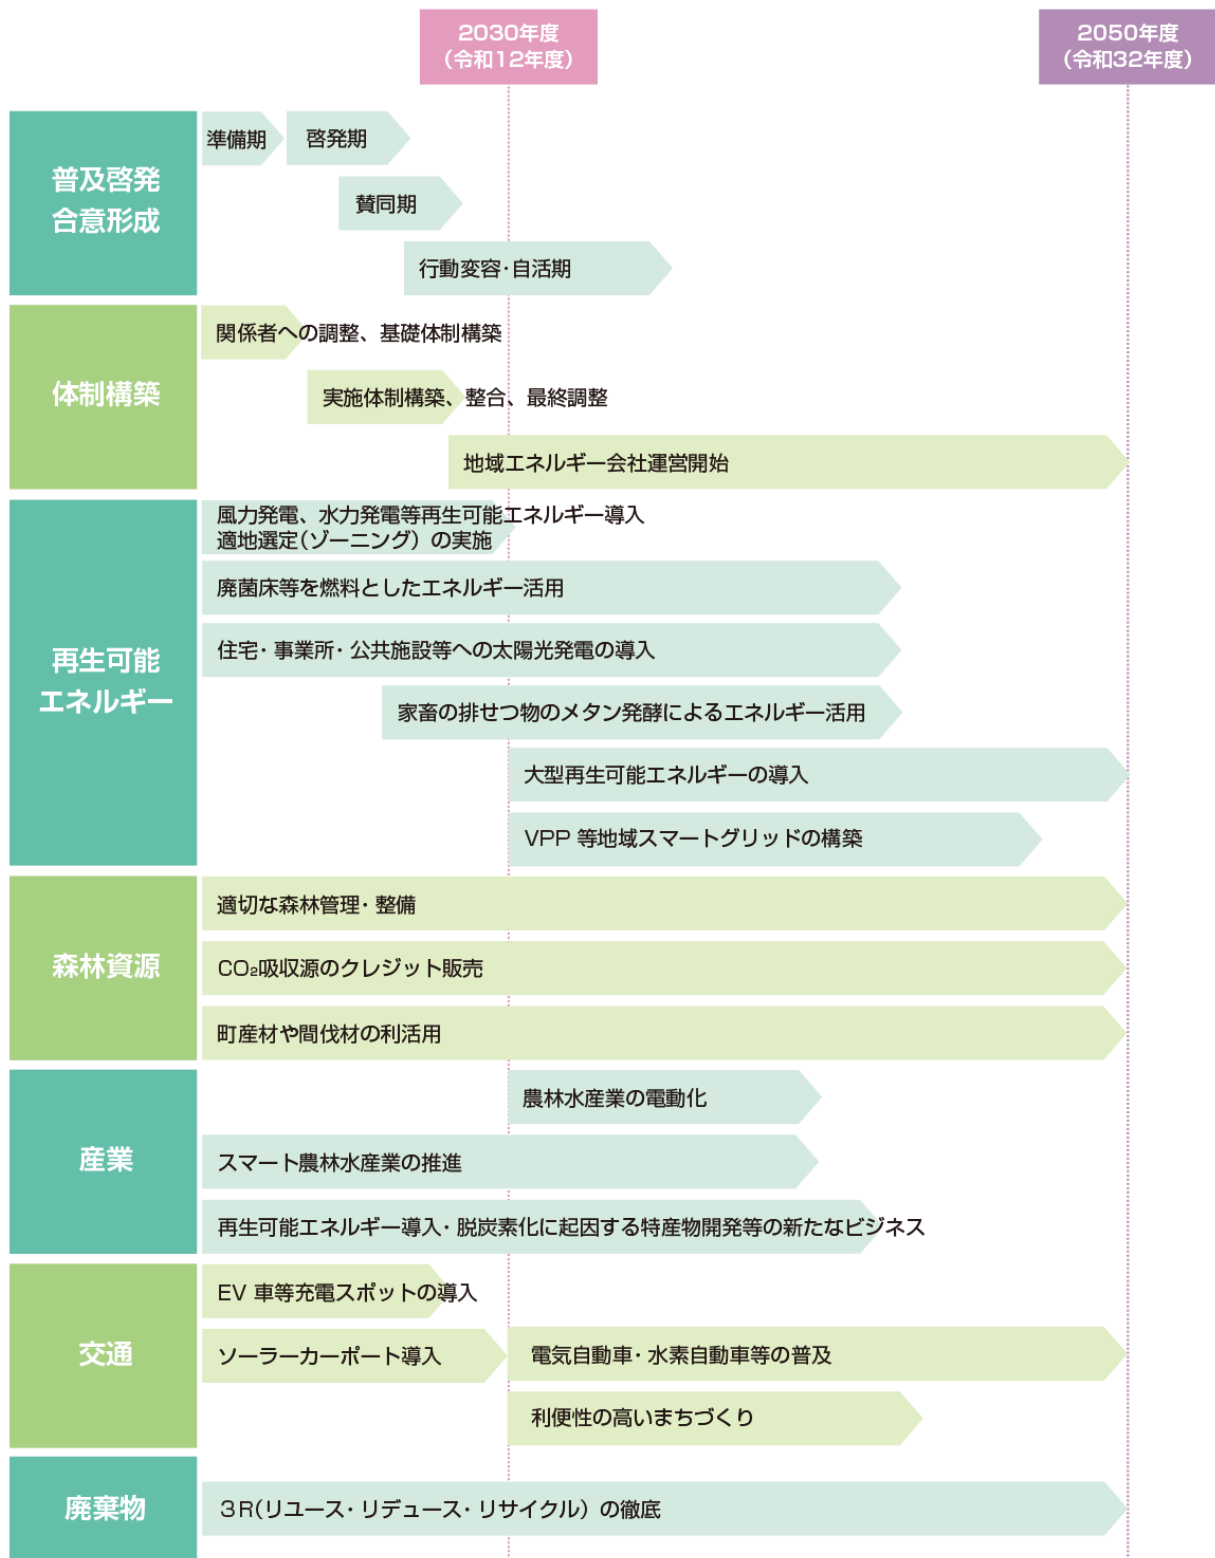 2030年度
（令和12年度）
2050年度
（令和32年度）
普及啓発
合意形成
準備期
啓発期
賛同期
行動変容・自活期
体制構築
関係者への調整、基礎体制構築
実施体制構築、整合、最終調整
地域エネルギー会社運営開始
再生可能
エネルギー
風力発電、水力発電等再生可能エネルギー導入
適地選定（ゾーニング）の実施
廃菌床等を燃料としたエネルギー活用
住宅・事業所・公共施設等への太陽光発電の導入
家畜の排せつ物のメタン発酵によるエネルギー活用
大型再生可能エネルギーの導入
VPP 等地域スマートグリッドの構築
森林資源
適切な森林管理・整備
CO₂吸収源のクレジット販売
町産材や間伐材の利活用
産業
農林水産業の電動化
スマート農林水産業の推進
再生可能エネルギー導入・脱炭素化に起因する特産物開発等の新たなビジネス
交通
EV 車等充電スポットの導入
ソーラーカーポート導入
電気自動車・水素自動車等の普及
利便性の高いまちづくり
廃棄物
３R（リユース・リデュース・リサイクル）の徹底